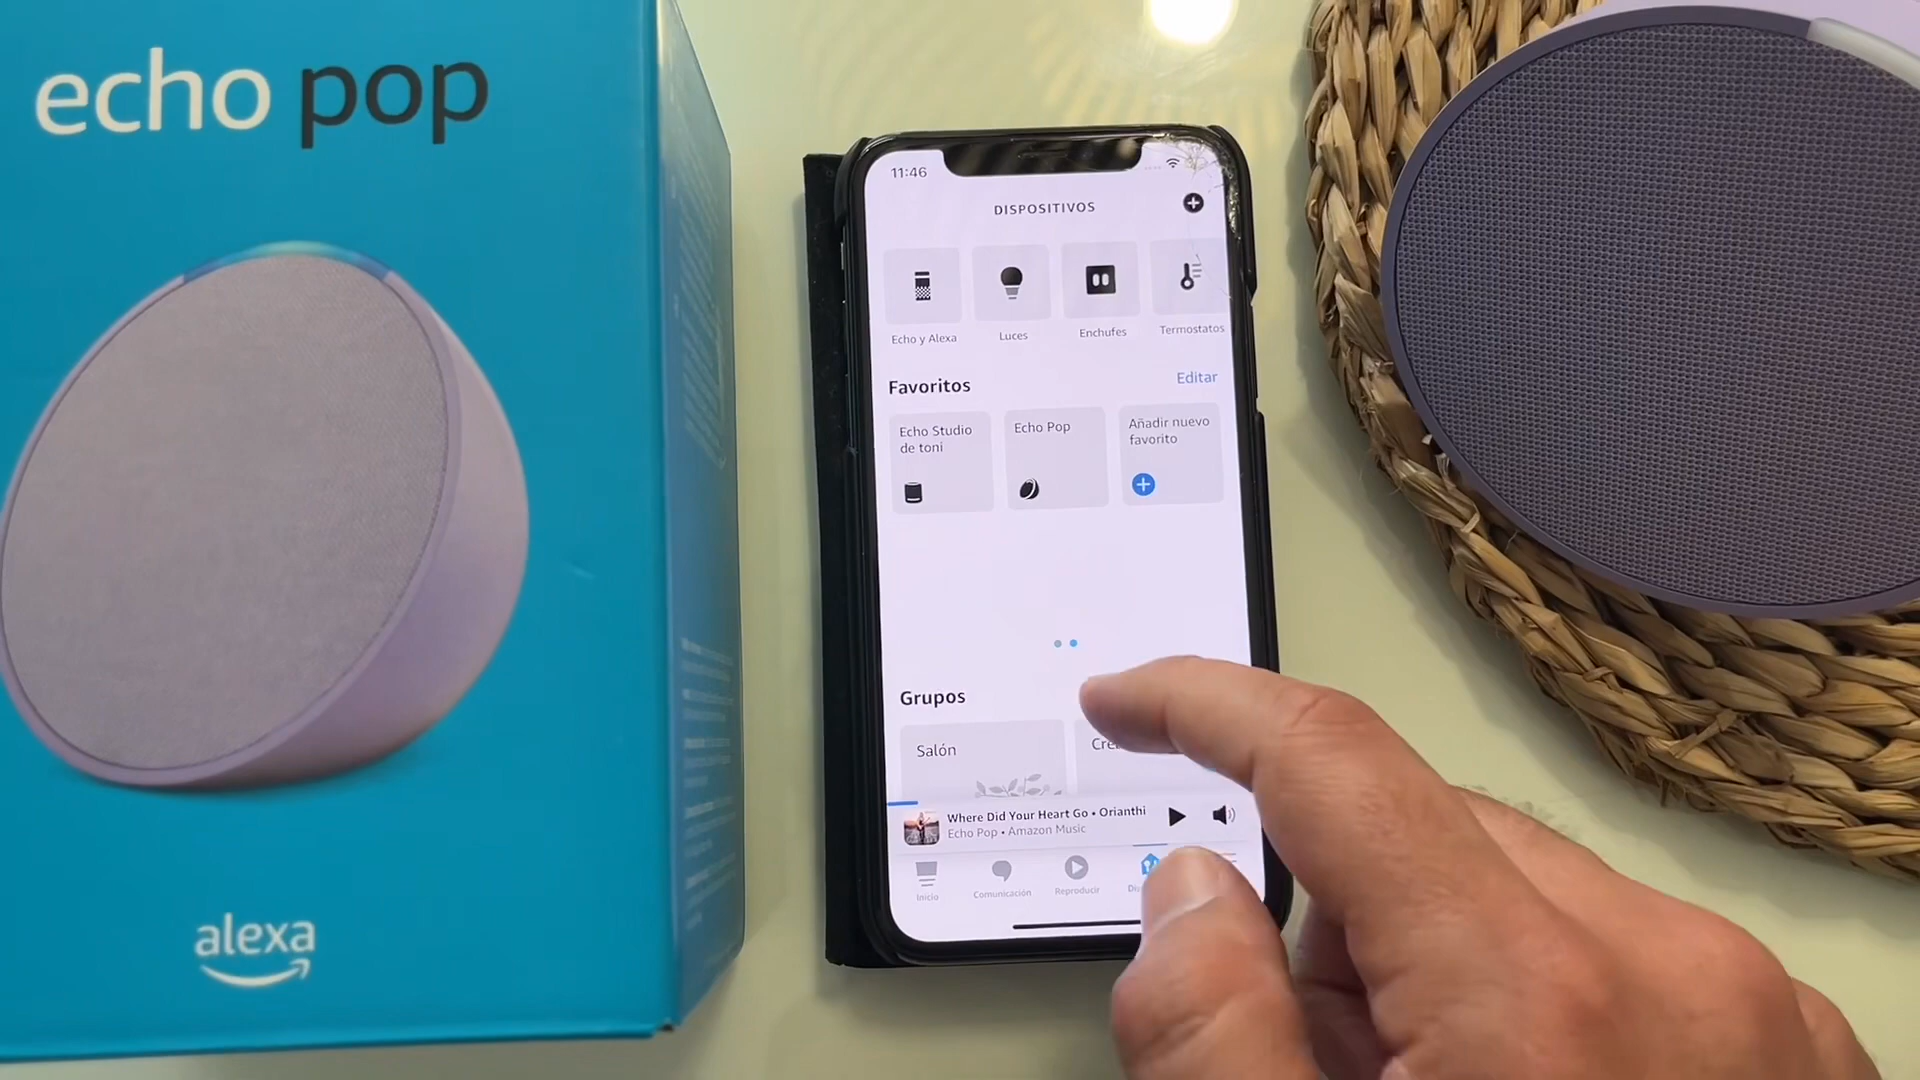 echo pop
alexa
11:46
DISPOSITIVOS
Echo y Alexa
Luces
Enchufes
Termostatos
Favoritos
Editar
Echo Studio
de toni
Echo Pop
Añadir nuevo
favorito
Grupos
Salón
Where Did Your Heart Go • Orianthi
Echo Pop • Amazon Music
Inicio
Comunicación
Reproducir